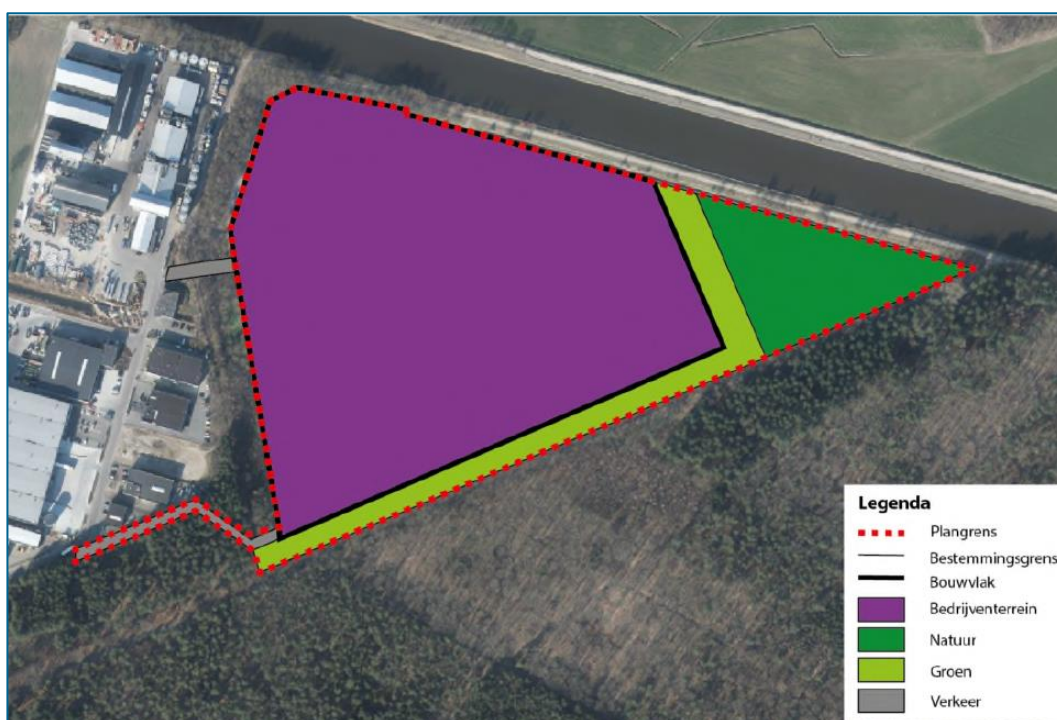 Legenda
Plangrens
Bestemmingsgrens
Bouwvlak
Bedrijventerrein
Natuur
Groen
Verkeer